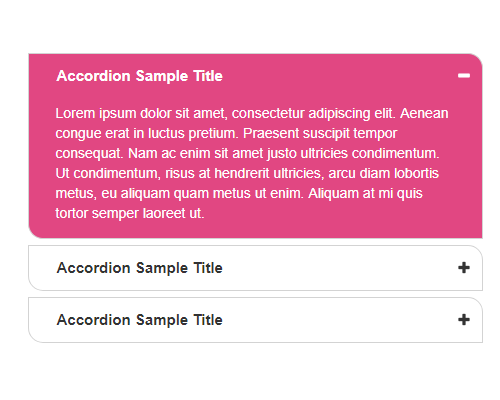 Accordion Sample Title
Lorem ipsum dolor sit amet, consectetur adipiscing elit. Aenean
congue erat in luctus pretium. Praesent suscipit tempor
consequat. Nam ac enim sit amet justo ultricies condimentum.
Ut condimentum, risus at hendrerit ultricies, arcu diam lobortis
metus, eu aliquam quam metus ut enim. Aliquam at mi quis
tortor semper laoreet ut.
Accordion Sample Title
Accordion Sample Title